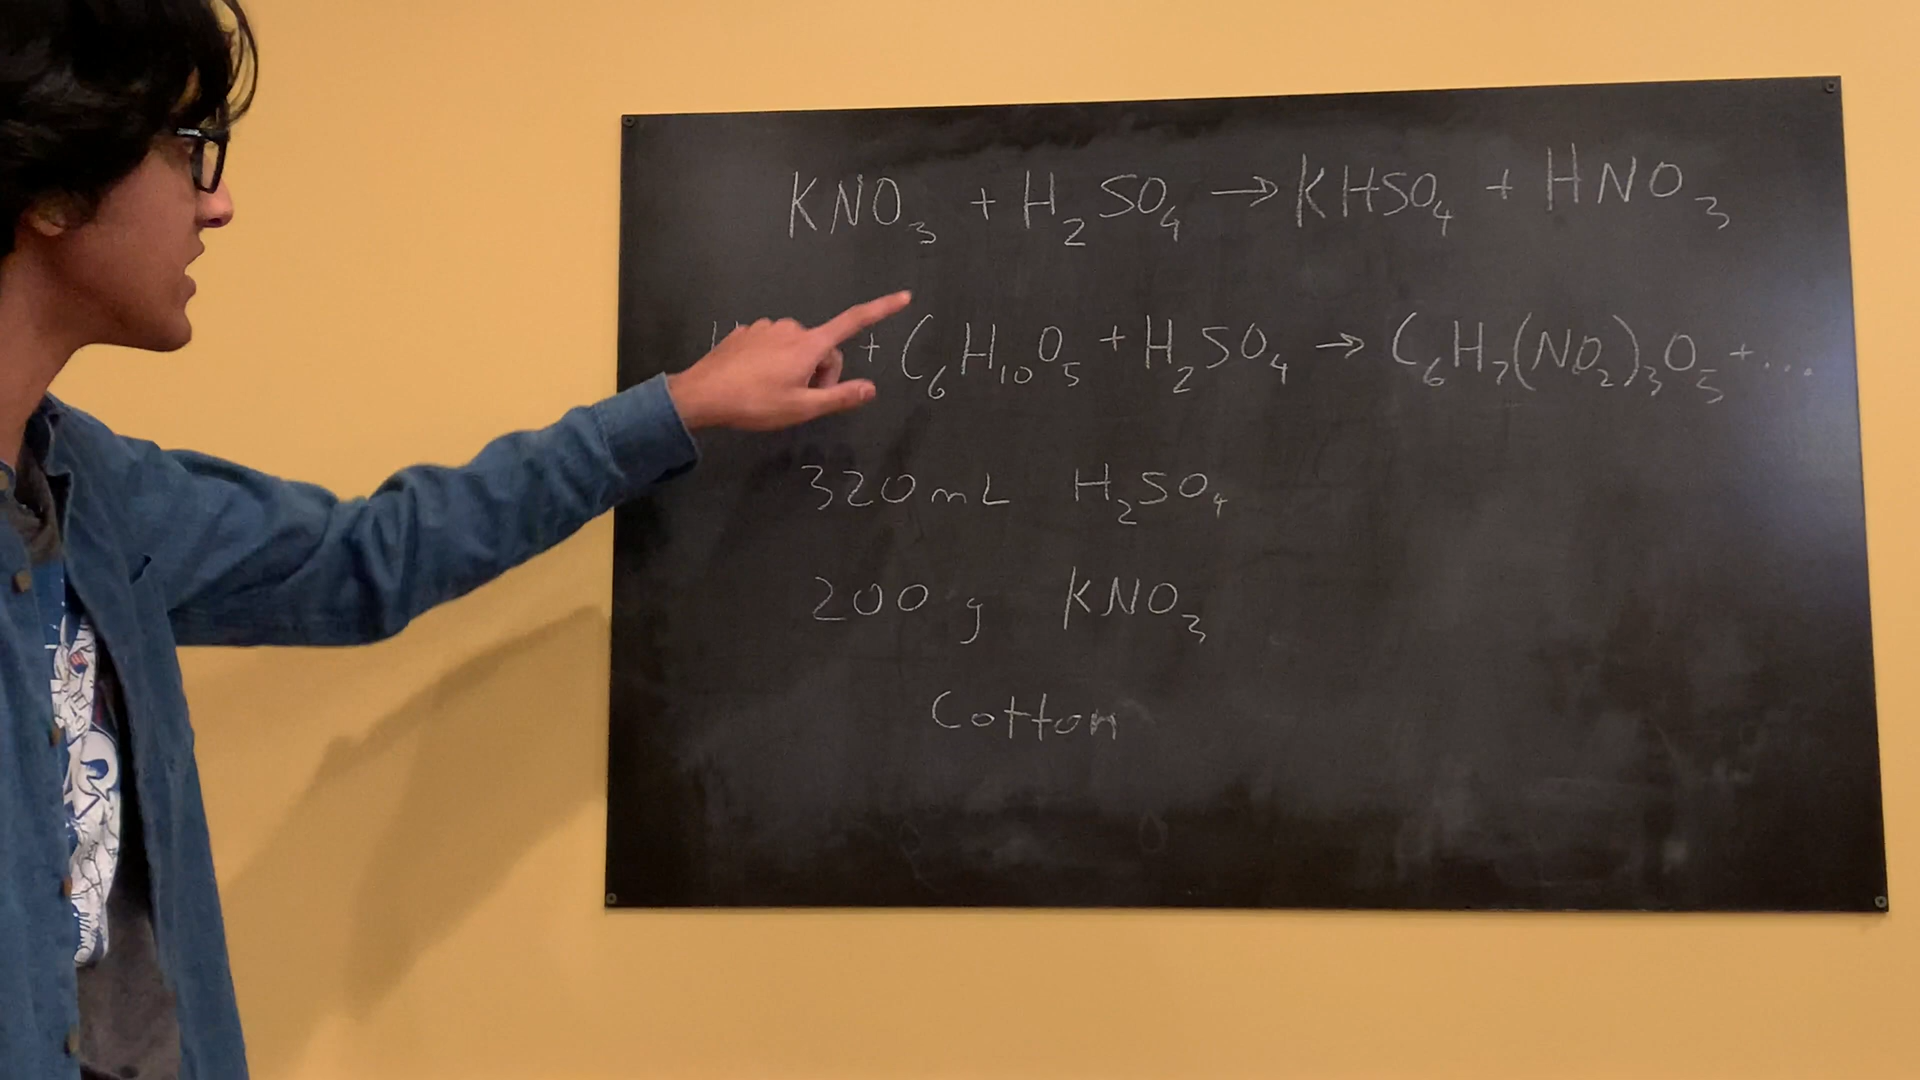 KNO₃ + H₂SO₄ → KHSO₄ + HNO₃
+ C₆H₁₀O₅ + H₂SO₄ → C₆H₇(NO₂)₃O₅ + ...
320 mL H₂SO₄
200 g KNO₃
Cotton